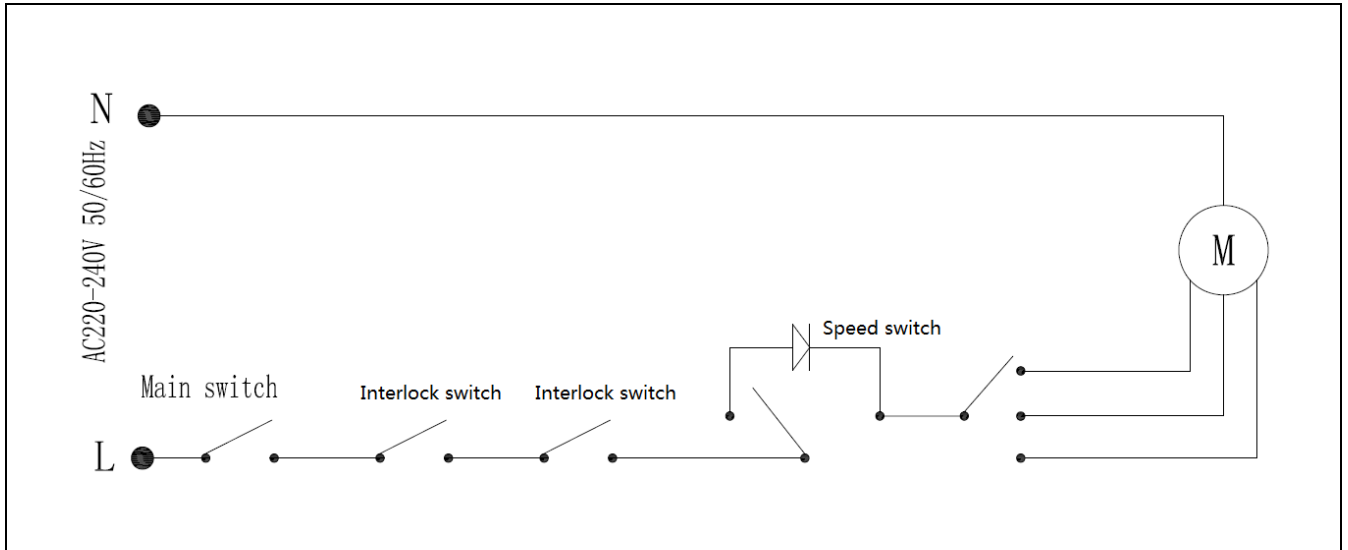 N
AC220-240V 50/60Hz
M
Speed switch
Main switch
Interlock switch
Interlock switch
L